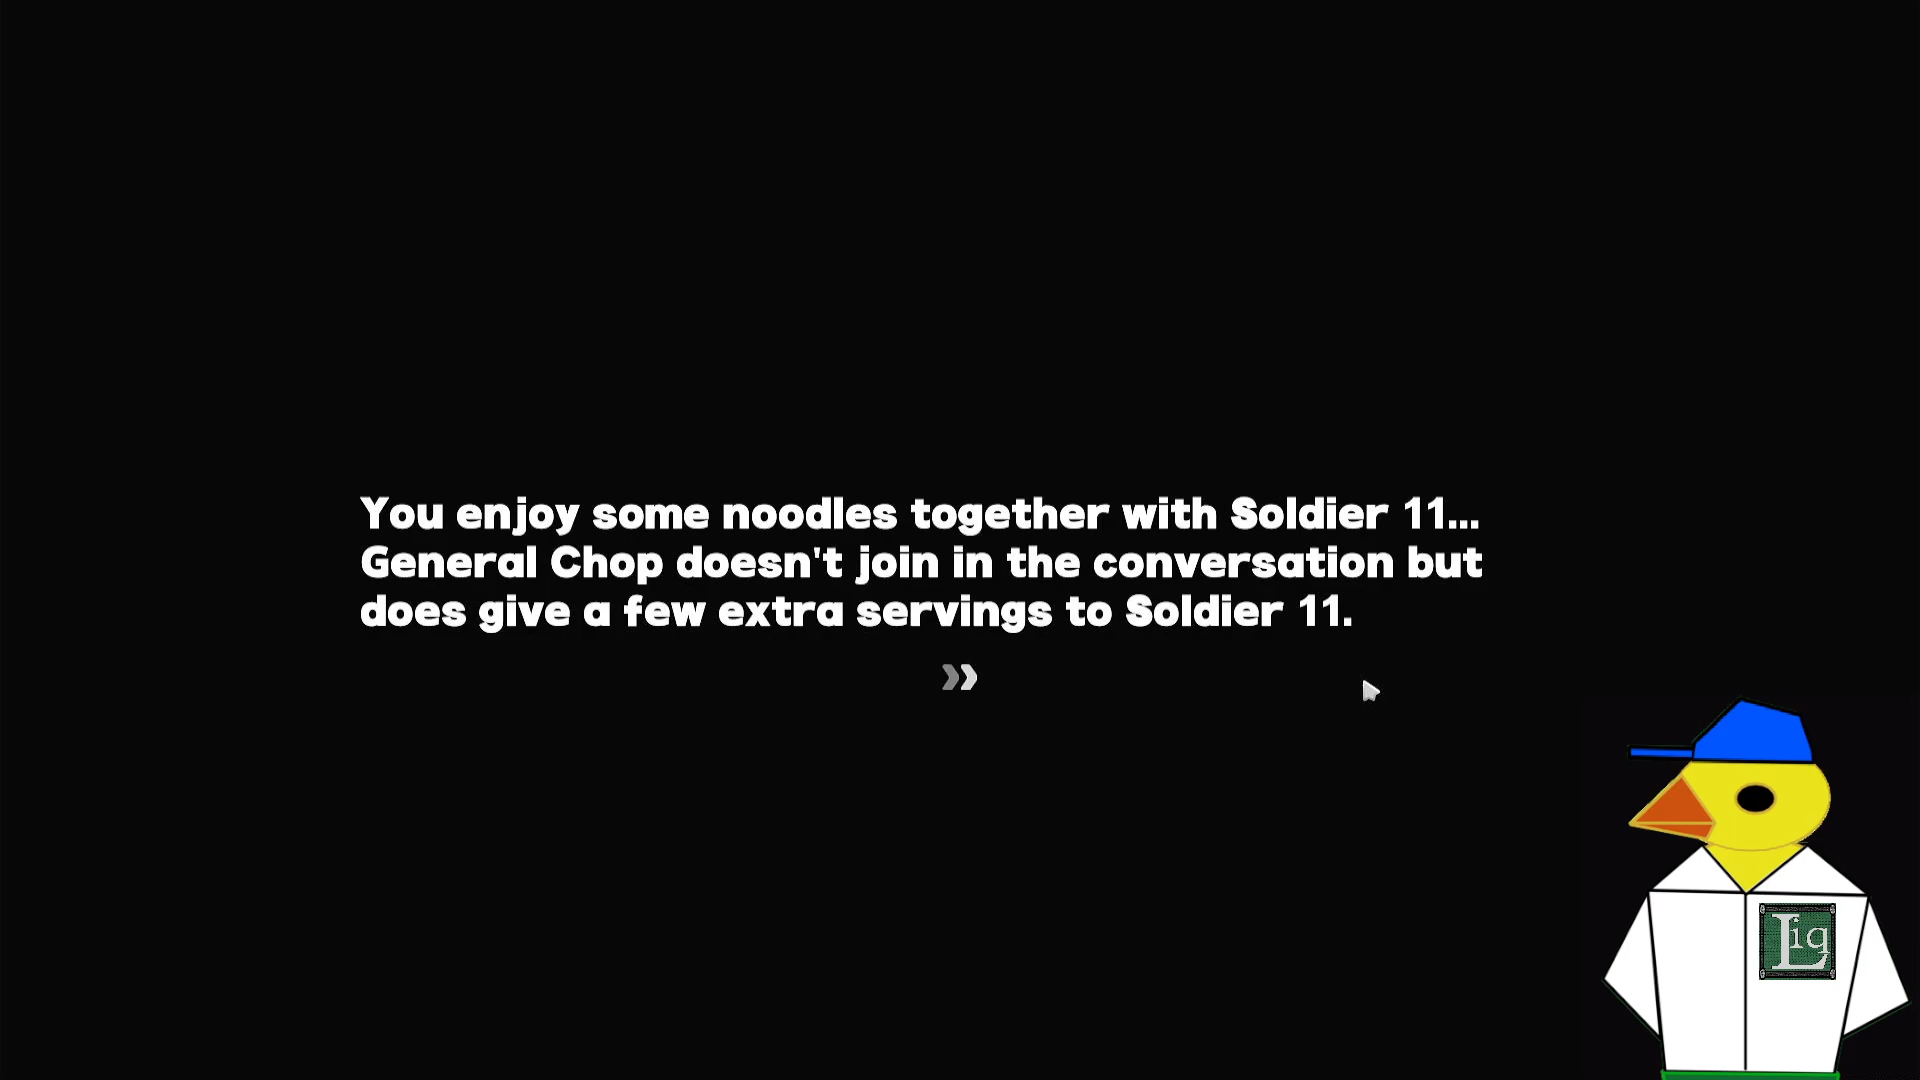 You enjoy some noodles together with Soldier 11...
General Chop doesn't join in the conversation but
does give a few extra servings to Soldier 11.
Lig